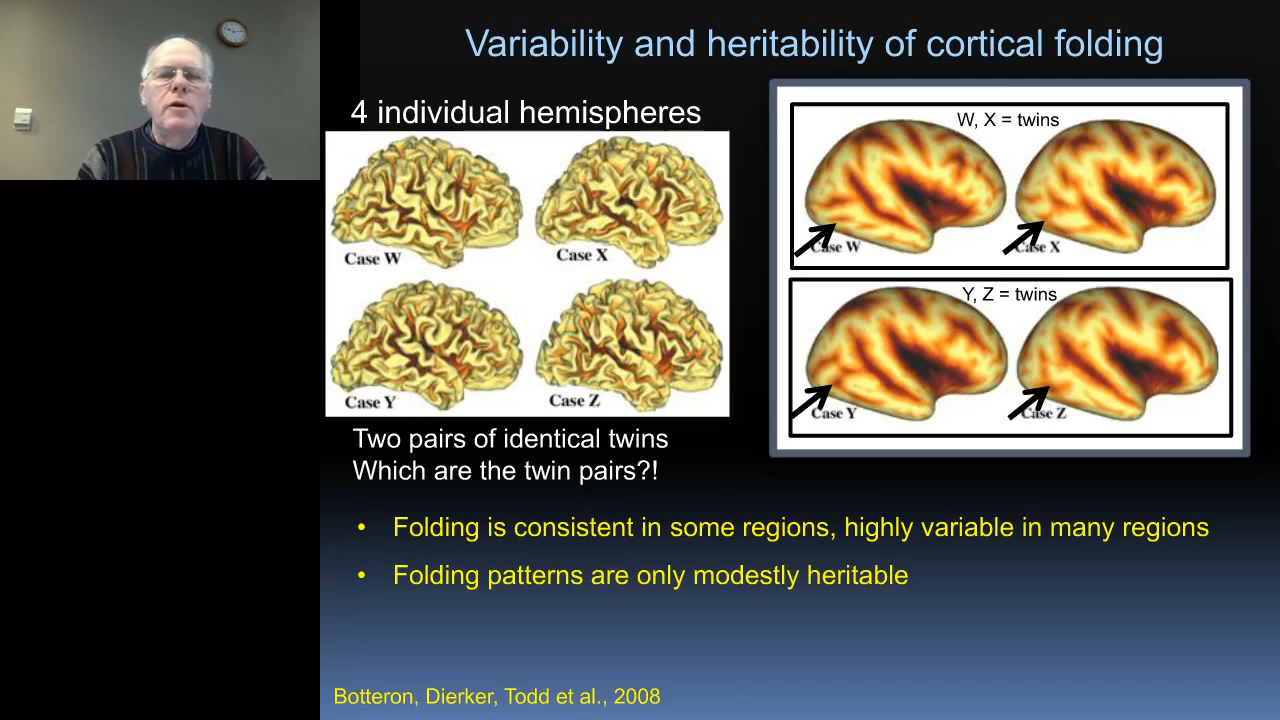 Variability and heritability of cortical folding
4 individual hemispheres
Case W
Case X
Case Y
Case Z
Two pairs of identical twins
Which are the twin pairs?!
W, X = twins
Case W
Case X
Y, Z = twins
Case Y
Case Z
• Folding is consistent in some regions, highly variable in many regions
• Folding patterns are only modestly heritable
Botteron, Dierker, Todd et al., 2008